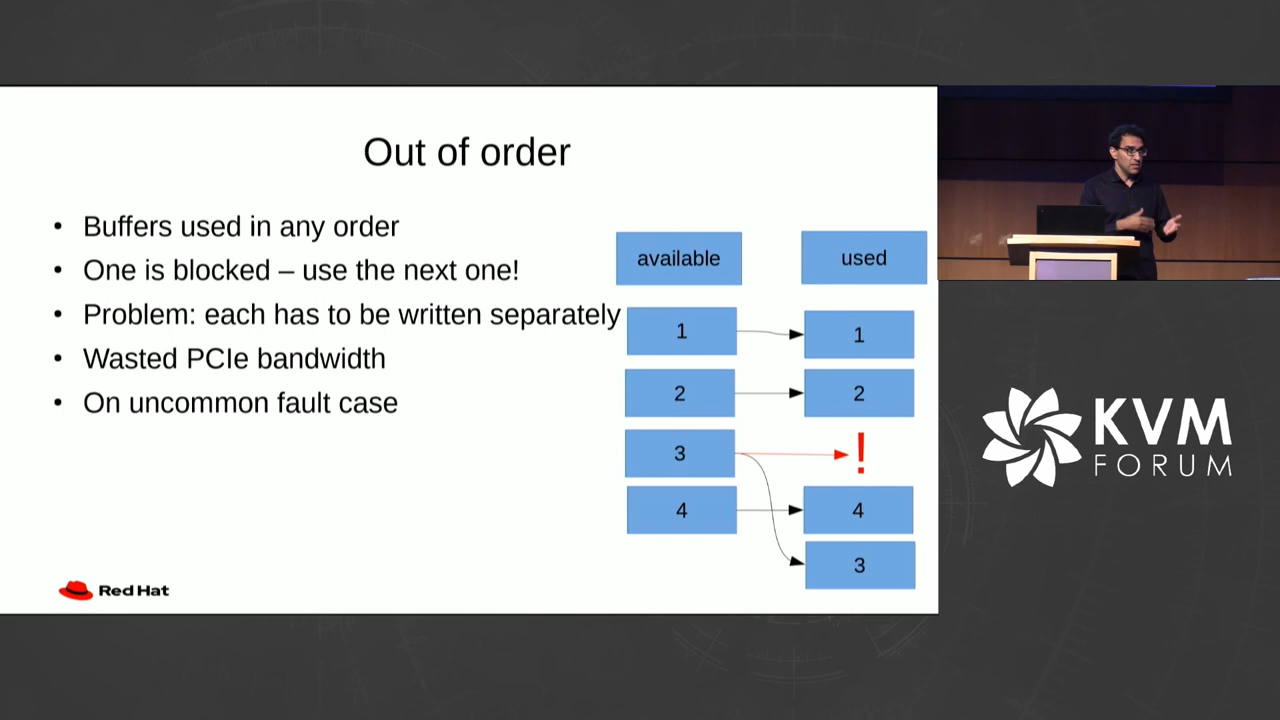 Out of order
• Buffers used in any order
• One is blocked – use the next one!
• Problem: each has to be written separately
• Wasted PCIe bandwidth
• On uncommon fault case
available used
1 1
2 2
3 !
4 4
3
Red Hat
KVM
FORUM